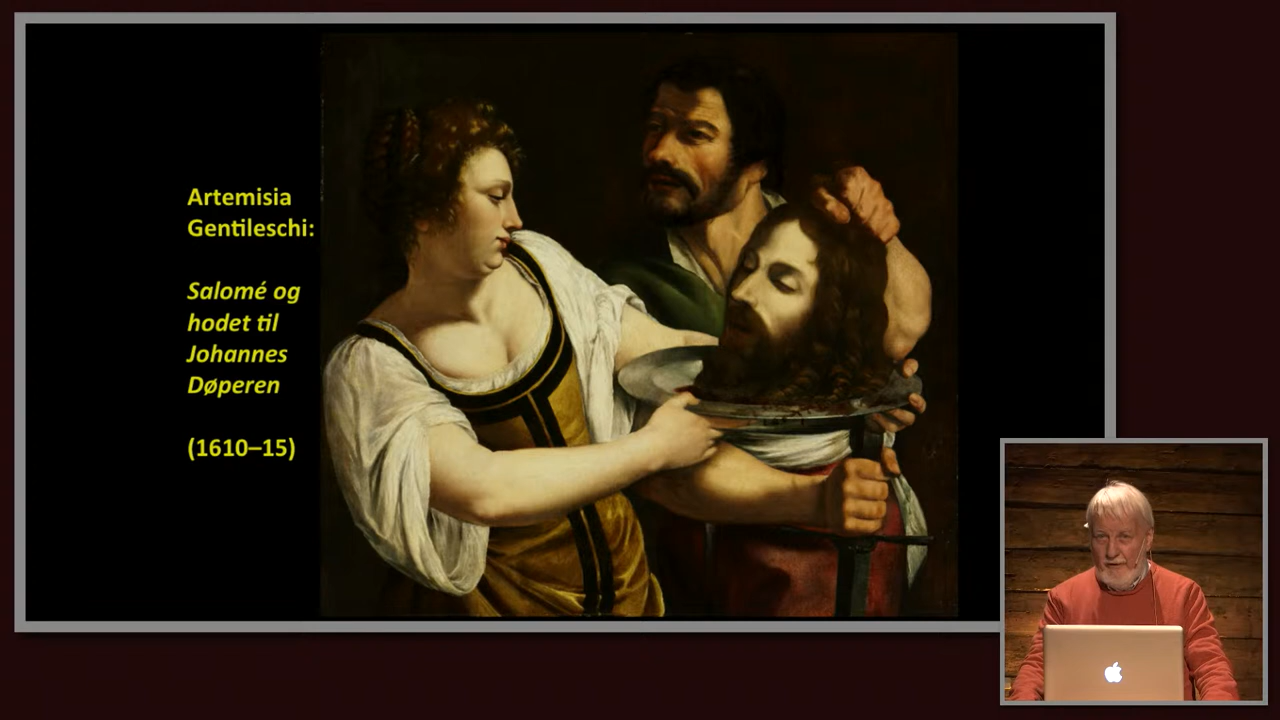 Artemisia
Gentileschi:
Salomé og
hodet til
Johannes
Døperen
(1610–15)